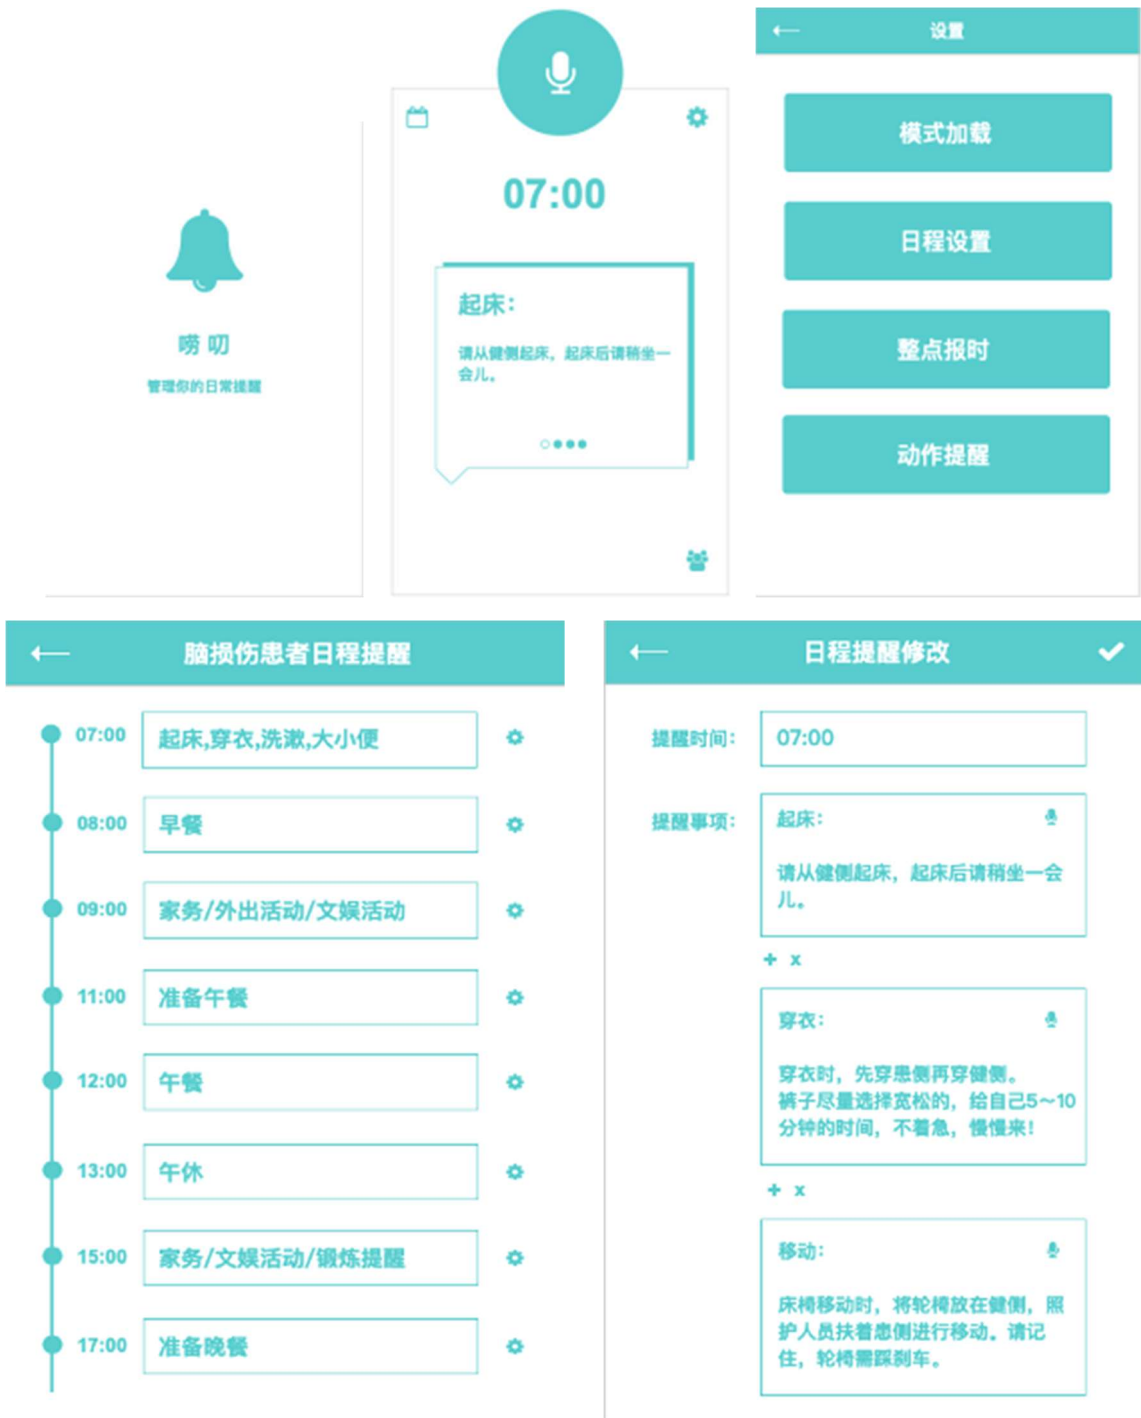 唠叨
管理你的日常提醒
07:00
起床：
请从健侧起床，起床后请稍坐一
会儿。
设置
模式加载
日程设置
整点报时
动作提醒
脑损伤患者日程提醒
07:00 起床,穿衣,洗漱,大小便
08:00 早餐
09:00 家务/外出活动/文娱活动
11:00 准备午餐
12:00 午餐
13:00 午休
15:00 家务/文娱活动/锻炼提醒
17:00 准备晚餐
日程提醒修改
提醒时间： 07:00
提醒事项： 起床：
请从健侧起床，起床后请稍坐一会
儿。
+ x
穿衣：
穿衣时，先穿患侧再穿健侧。
裤子尽量选择宽松的，给自己5～10
分钟的时间，不着急，慢慢来！
+ x
移动：
床椅移动时，将轮椅放在健侧，照
护人员扶着患侧进行移动。请记
住，轮椅需踩刹车。